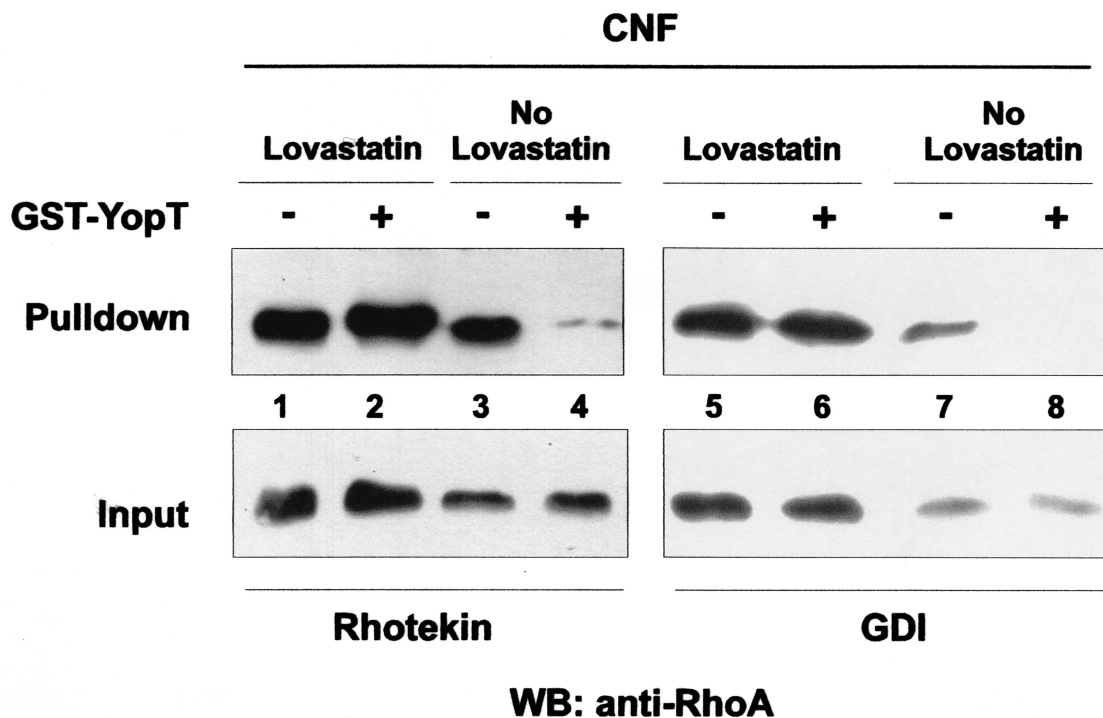 CNF
Lovastatin No Lovastatin Lovastatin No Lovastatin
GST-YopT - + - + - + - +
Pulldown
1 2 3 4 5 6 7 8
Input
Rhotekin GDI
WB: anti-RhoA